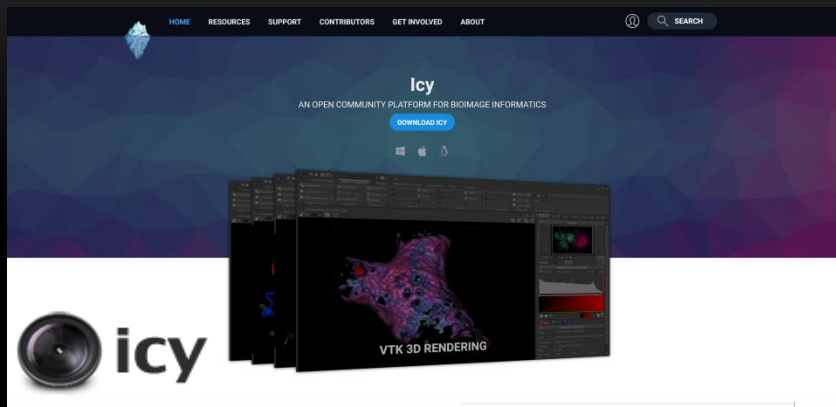 HOME RESOURCES SUPPORT CONTRIBUTORS GET INVOLVED ABOUT SEARCH
Icy
AN OPEN COMMUNITY PLATFORM FOR BIOIMAGE INFORMATICS
DOWNLOAD ICY
VTK 3D RENDERING
icy